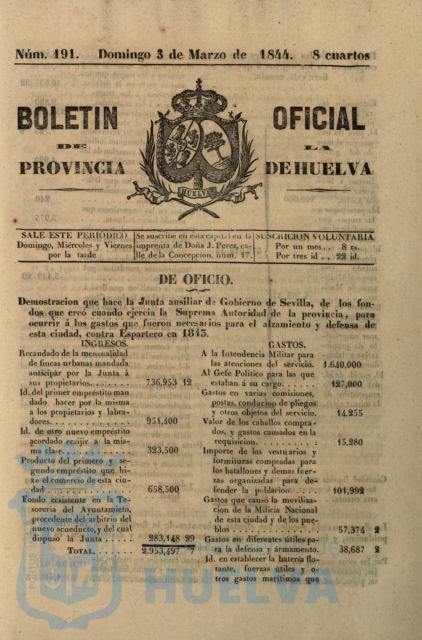 Núm. 191. Domingo 3 de Marzo de 1844. 8 cuartos
BOLETIN OFICIAL
DE LA
PROVINCIA DE HUELVA
HUELVA
SALE ESTE PERIODICO
Domingo, Miércoles y Viernes
por la tarde
Se suscribe en esta capital en la
imprenta de Doña J. Perez, ca-
lle de la Concepcion, núm. 17.
SUSCRICION VOLUNTARIA
Por un mes... 8 rs.
Por tres id .. 22 id.
DE OFICIO.
Demostracion que hace la Junta auxiliar de Gobierno de Sevilla, de los fon-
dos que creó cuando ejercia la Suprema Autoridad de la provincia, para
ocurrir á los gastos que fueron necesarios para el alzamiento y defensa de
esta ciudad, contra Espartero en 1843.
INGRESOS.
Recaudado de la mensualidad
de fincas urbanas mandada
anticipar por la Junta á
sus propietarios....... 736,953 12
Id. del primer empréstito man
dado hacer por la misma
a los propietarios y labra-
dores............ 951,400
Id. de otro nuevo empréstito
acordado exijir á la mis-
ma clase.......... 323,500
Producto del primero y se-
gundo empréstito que hi-
zo el comercio de esta ciu-
dad............. 658,500
Fondo existente en la Te-
soreria del Ayuntamieto,
procedente del arbitrio del
nuevo acueducto, y del cual
dispuso la Junta..... 283,148 29
TOTAL......... 2.953,497 7
GASTOS.
A la Intendencia Militar para
las atenciones del servicio. 1.640,000
Al Gefe Político para las que
estaban á su cargo...... 127,000
Gastos en varias comisiones,
postas, conducion de pliegos
y otros objetos del servicio. 14,255
Valor de los caballos compra-
dos, y gastos causados en la
requisicion.......... 15,280
Importe de los vestuarios y
fornituras compradas para
los batallones y demas fuer-
zas organizadas para de-
fender la poblacion..... 101,992
Gastos que causó la moviliza-
cion de la Milicia Nacional
de esta ciudad y de los pue-
blos............. 57,374 2
Gastos en diferentes útiles pa-
ra la defensa y armamento. 38,687 2
Id. en establecer la batería flo-
tante, fuerzas útiles y o-
tros gastos maritimos que
HUELVA